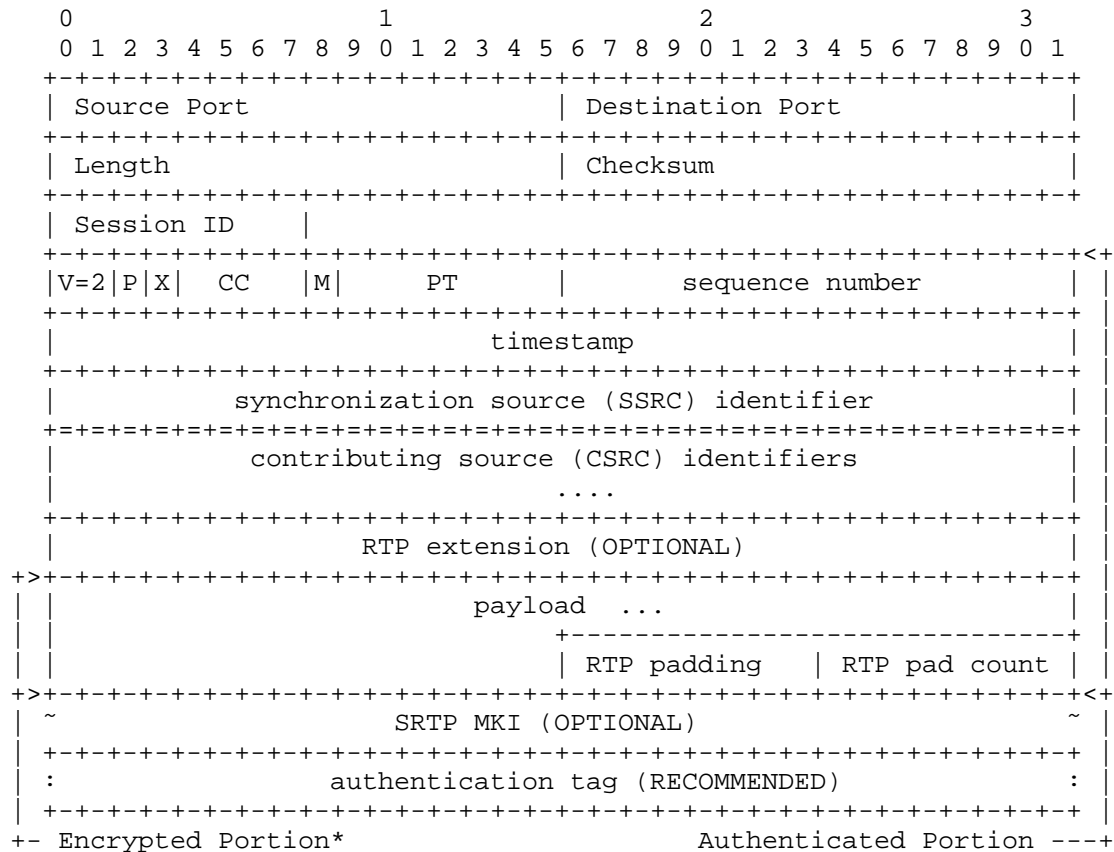 0                   1                   2                   3
0 1 2 3 4 5 6 7 8 9 0 1 2 3 4 5 6 7 8 9 0 1 2 3 4 5 6 7 8 9 0 1
+-+-+-+-+-+-+-+-+-+-+-+-+-+-+-+-+-+-+-+-+-+-+-+-+-+-+-+-+-+-+-+-+
| Source Port                   | Destination Port              |
+-+-+-+-+-+-+-+-+-+-+-+-+-+-+-+-+-+-+-+-+-+-+-+-+-+-+-+-+-+-+-+-+
| Length                        | Checksum                      |
+-+-+-+-+-+-+-+-+-+-+-+-+-+-+-+-+-+-+-+-+-+-+-+-+-+-+-+-+-+-+-+-+
| Session ID    |
+-+-+-+-+-+-+-+-+-+-+-+-+-+-+-+-+-+-+-+-+-+-+-+-+-+-+-+-+-+-+-+-+<+
|V=2|P|X|  CC   |M|     PT      |       sequence number         | |
+-+-+-+-+-+-+-+-+-+-+-+-+-+-+-+-+-+-+-+-+-+-+-+-+-+-+-+-+-+-+-+-+ |
|                           timestamp                           | |
+-+-+-+-+-+-+-+-+-+-+-+-+-+-+-+-+-+-+-+-+-+-+-+-+-+-+-+-+-+-+-+-+ |
|           synchronization source (SSRC) identifier            | |
+=+=+=+=+=+=+=+=+=+=+=+=+=+=+=+=+=+=+=+=+=+=+=+=+=+=+=+=+=+=+=+=+ |
|            contributing source (CSRC) identifiers             | |
|                               ....                            | |
+-+-+-+-+-+-+-+-+-+-+-+-+-+-+-+-+-+-+-+-+-+-+-+-+-+-+-+-+-+-+-+-+ |
|                   RTP extension (OPTIONAL)                    | |
+>+-+-+-+-+-+-+-+-+-+-+-+-+-+-+-+-+-+-+-+-+-+-+-+-+-+-+-+-+-+-+-+-+ |
| |                          payload  ...                         | |
| |                               +-------------------------------+ |
| |                               | RTP padding   | RTP pad count | |
+>+-+-+-+-+-+-+-+-+-+-+-+-+-+-+-+-+-+-+-+-+-+-+-+-+-+-+-+-+-+-+-+-+<+
| ~                     SRTP MKI (OPTIONAL)                       ~ |
| +-+-+-+-+-+-+-+-+-+-+-+-+-+-+-+-+-+-+-+-+-+-+-+-+-+-+-+-+-+-+-+-+ |
| :                 authentication tag (RECOMMENDED)              : |
| +-+-+-+-+-+-+-+-+-+-+-+-+-+-+-+-+-+-+-+-+-+-+-+-+-+-+-+-+-+-+-+-+ |
+- Encrypted Portion*                      Authenticated Portion ---+